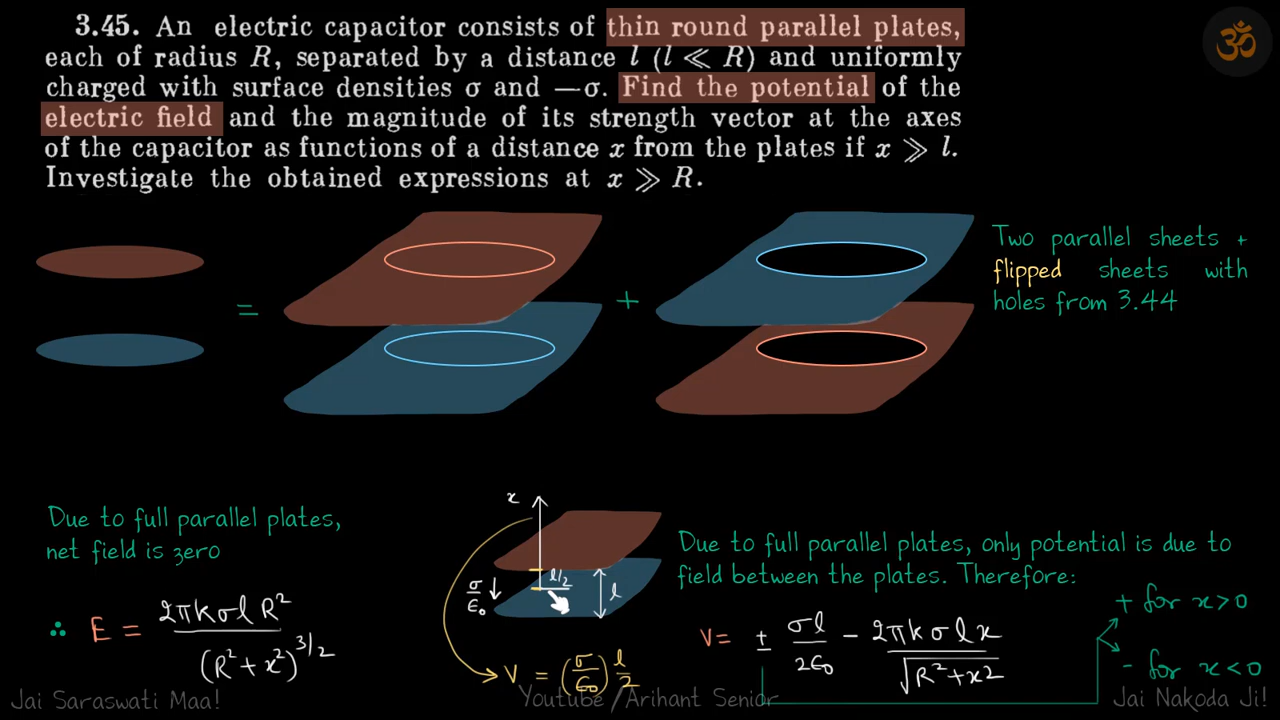 3.45. An electric capacitor consists of thin round parallel plates,
each of radius R, separated by a distance l (l ≪ R) and uniformly
charged with surface densities σ and —σ. Find the potential of the
electric field and the magnitude of its strength vector at the axes
of the capacitor as functions of a distance x from the plates if x ≫ l.
Investigate the obtained expressions at x ≫ R.
ॐ
=
+
Two parallel sheets +
flipped sheets with
holes from 3.44
Due to full parallel plates,
net field is zero
∴ E = 2πkσlR² / (R² + x²)^3/2
x
σ/ε₀ ↓
l/2
l
V = (σ/ε₀) l/2
Due to full parallel plates, only potential is due to
field between the plates. Therefore:
V = ± σl/2ε₀ − 2πkσlx / √R²+x2
+ for x>0
- for x<0
Jai Saraswati Maa!
Youtube /Arihant Senior
Jai Nakoda Ji!